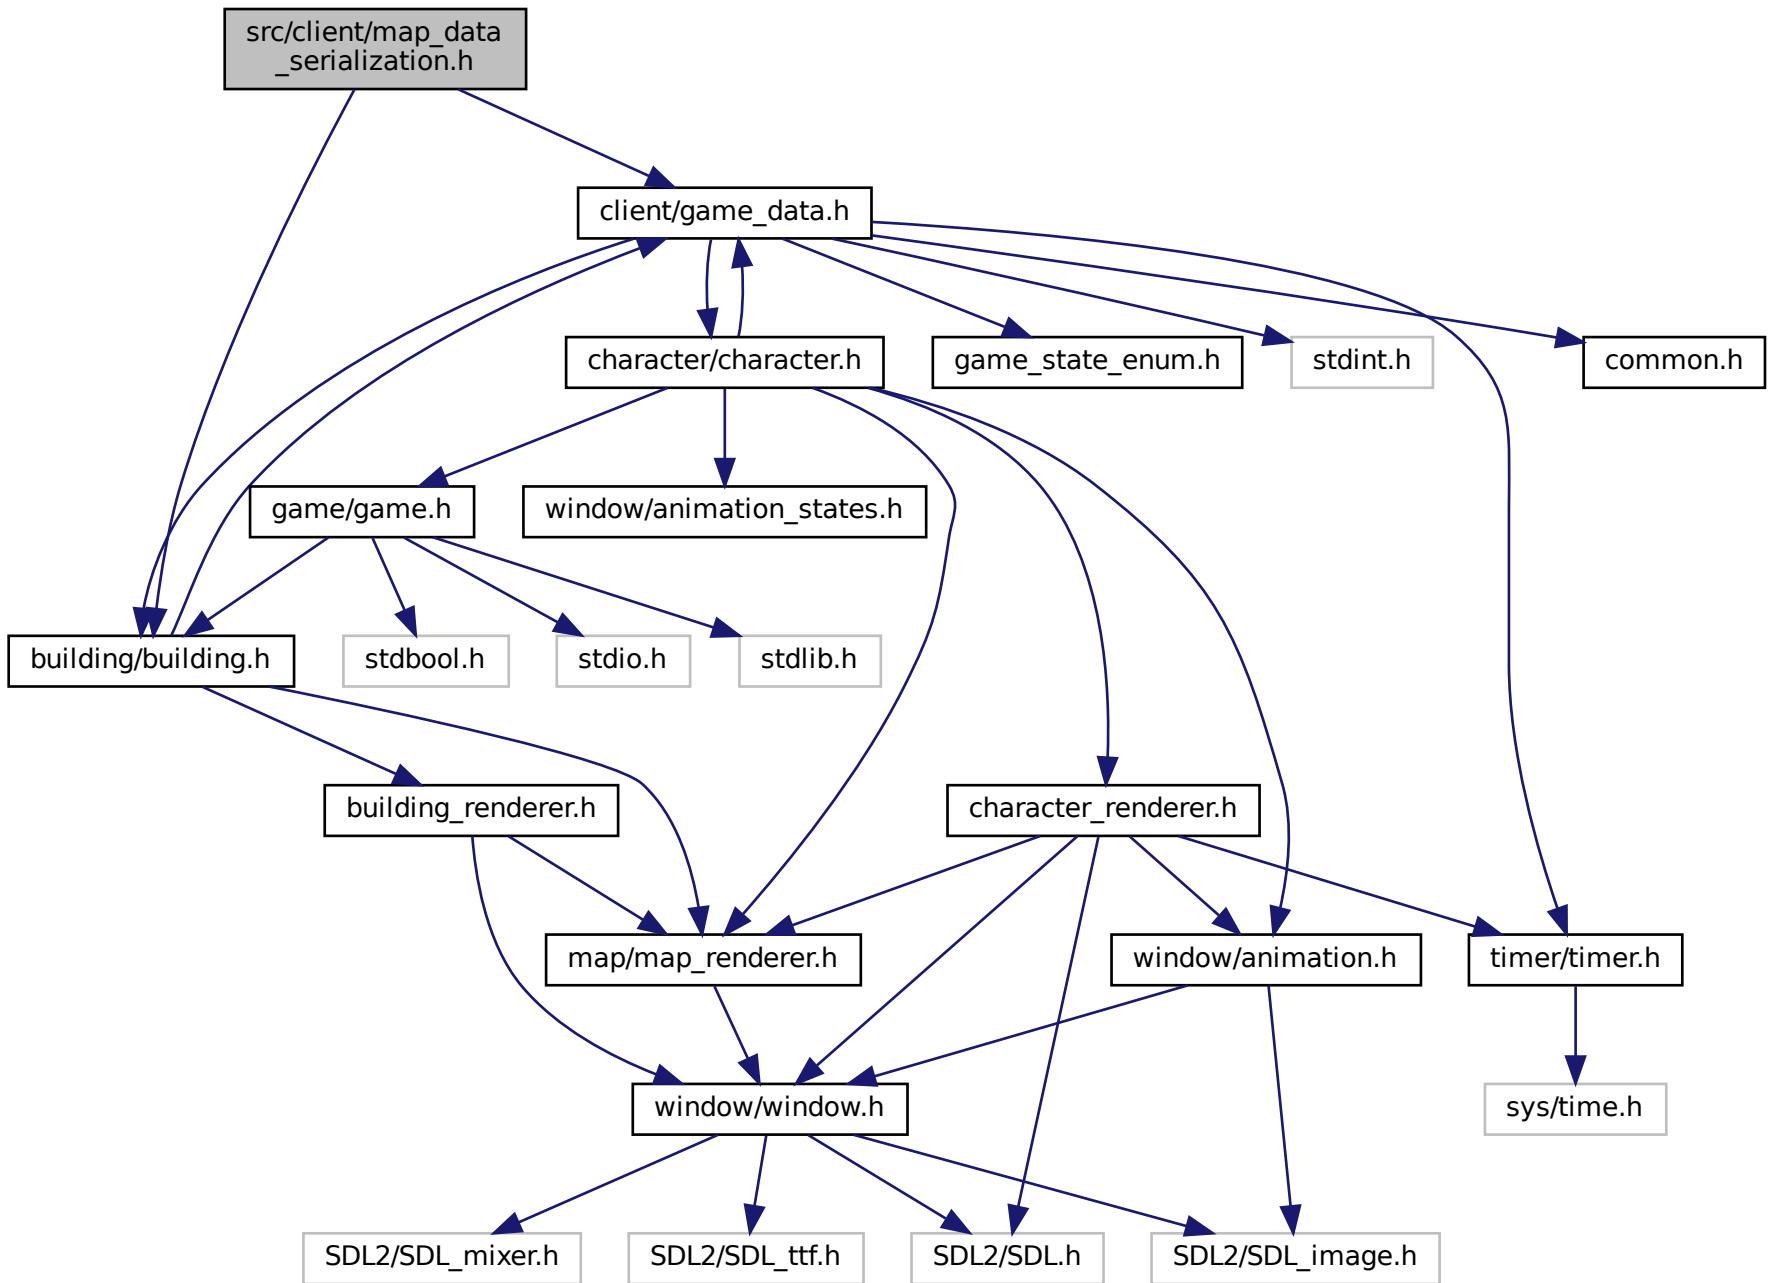 src/client/map_data
_serialization.h
client/game_data.h
character/character.h
game_state_enum.h
stdint.h
common.h
game/game.h
window/animation_states.h
building/building.h
stdbool.h
stdio.h
stdlib.h
building_renderer.h
character_renderer.h
map/map_renderer.h
window/animation.h
timer/timer.h
window/window.h
sys/time.h
SDL2/SDL_mixer.h
SDL2/SDL_ttf.h
SDL2/SDL.h
SDL2/SDL_image.h